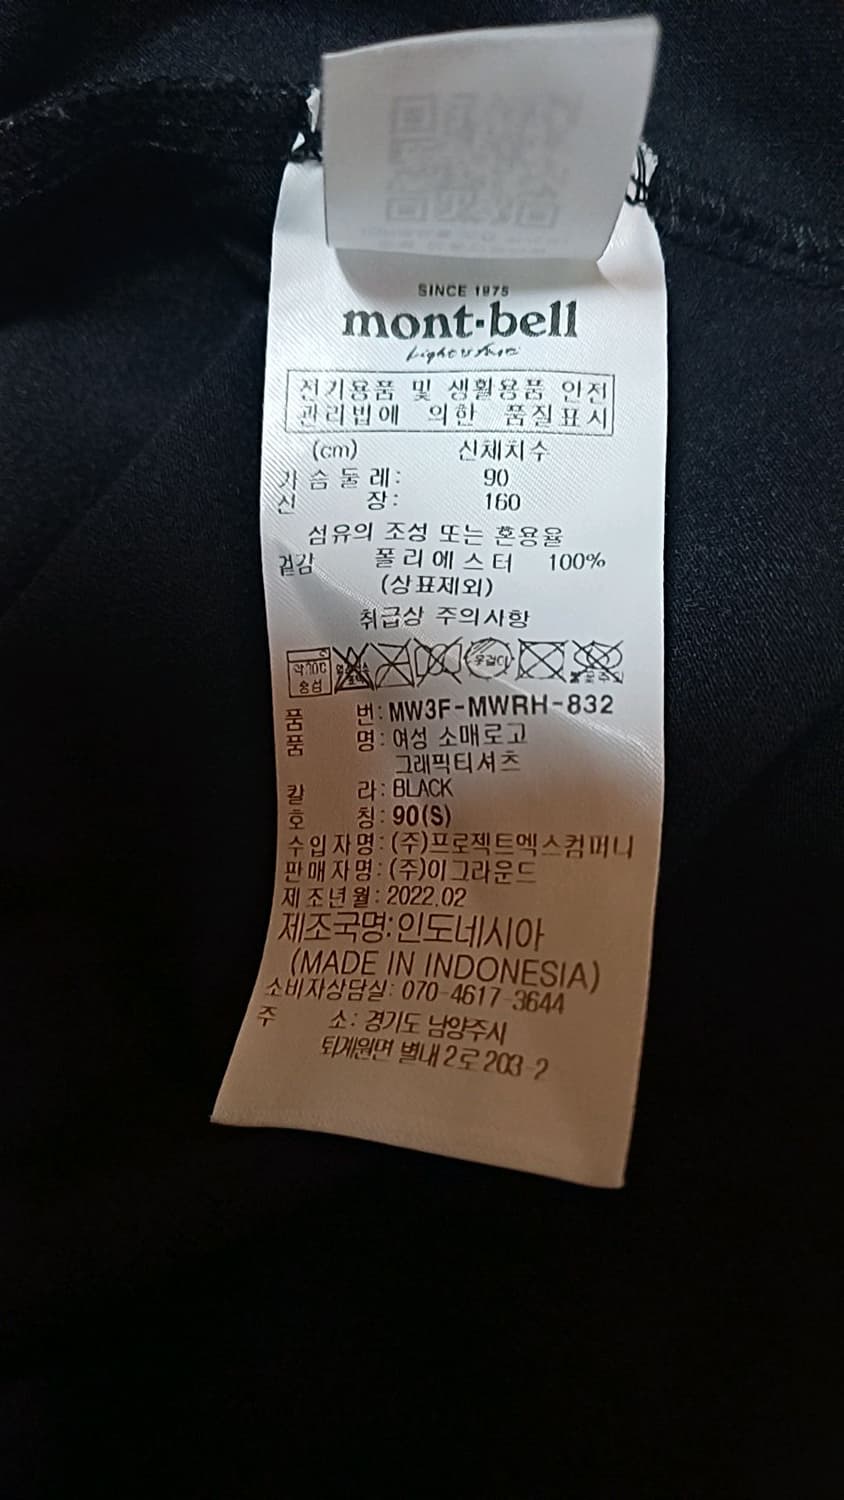 SINCE 1975
mont-bell
Light & Fast
전기용품 및 생활용품 안전
관리법에 의한 품질표시
(cm) 신체치수
가슴둘레: 90
신 장: 160
섬유의 조성 또는 혼용율
겉감 폴리에스터 100%
(상표제외)
취급상 주의사항
옷걸이
중성
품 번: MW3F-MWRH-832
품 명: 여성 소매로고
그래픽티셔츠
칼 라: BLACK
호 칭: 90(S)
수입자명: (주)프로젝트엑스컴퍼니
판매자명: (주)이그라운드
제조년월: 2022.02
제조국명: 인도네시아
(MADE IN INDONESIA)
소비자상담실: 070-4617-3644
주 소: 경기도 남양주시
퇴계원면 별내2로 203-2